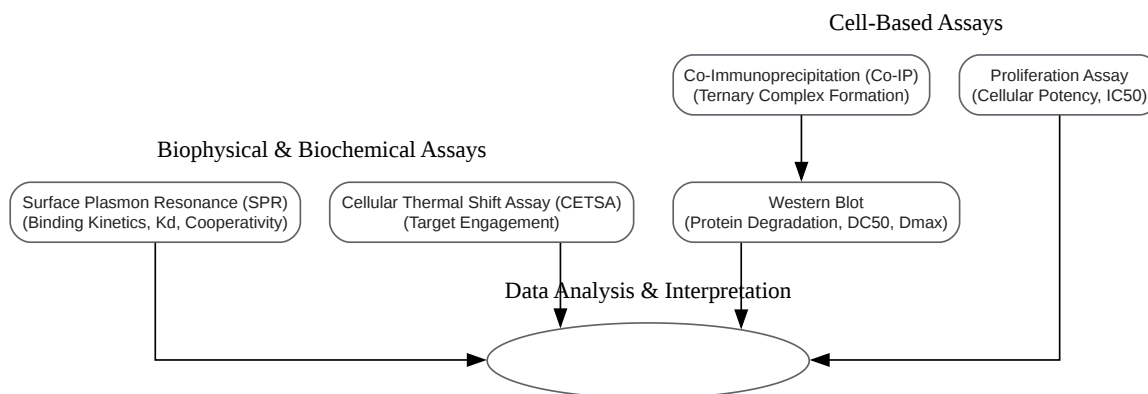 Cell-Based Assays
Co-Immunoprecipitation (Co-IP)
(Ternary Complex Formation)
Proliferation Assay
(Cellular Potency, IC50)
Biophysical & Biochemical Assays
Surface Plasmon Resonance (SPR)
(Binding Kinetics, Kd, Cooperativity)
Cellular Thermal Shift Assay (CETSA)
(Target Engagement)
Western Blot
(Protein Degradation, DC50, Dmax)
Data Analysis & Interpretation